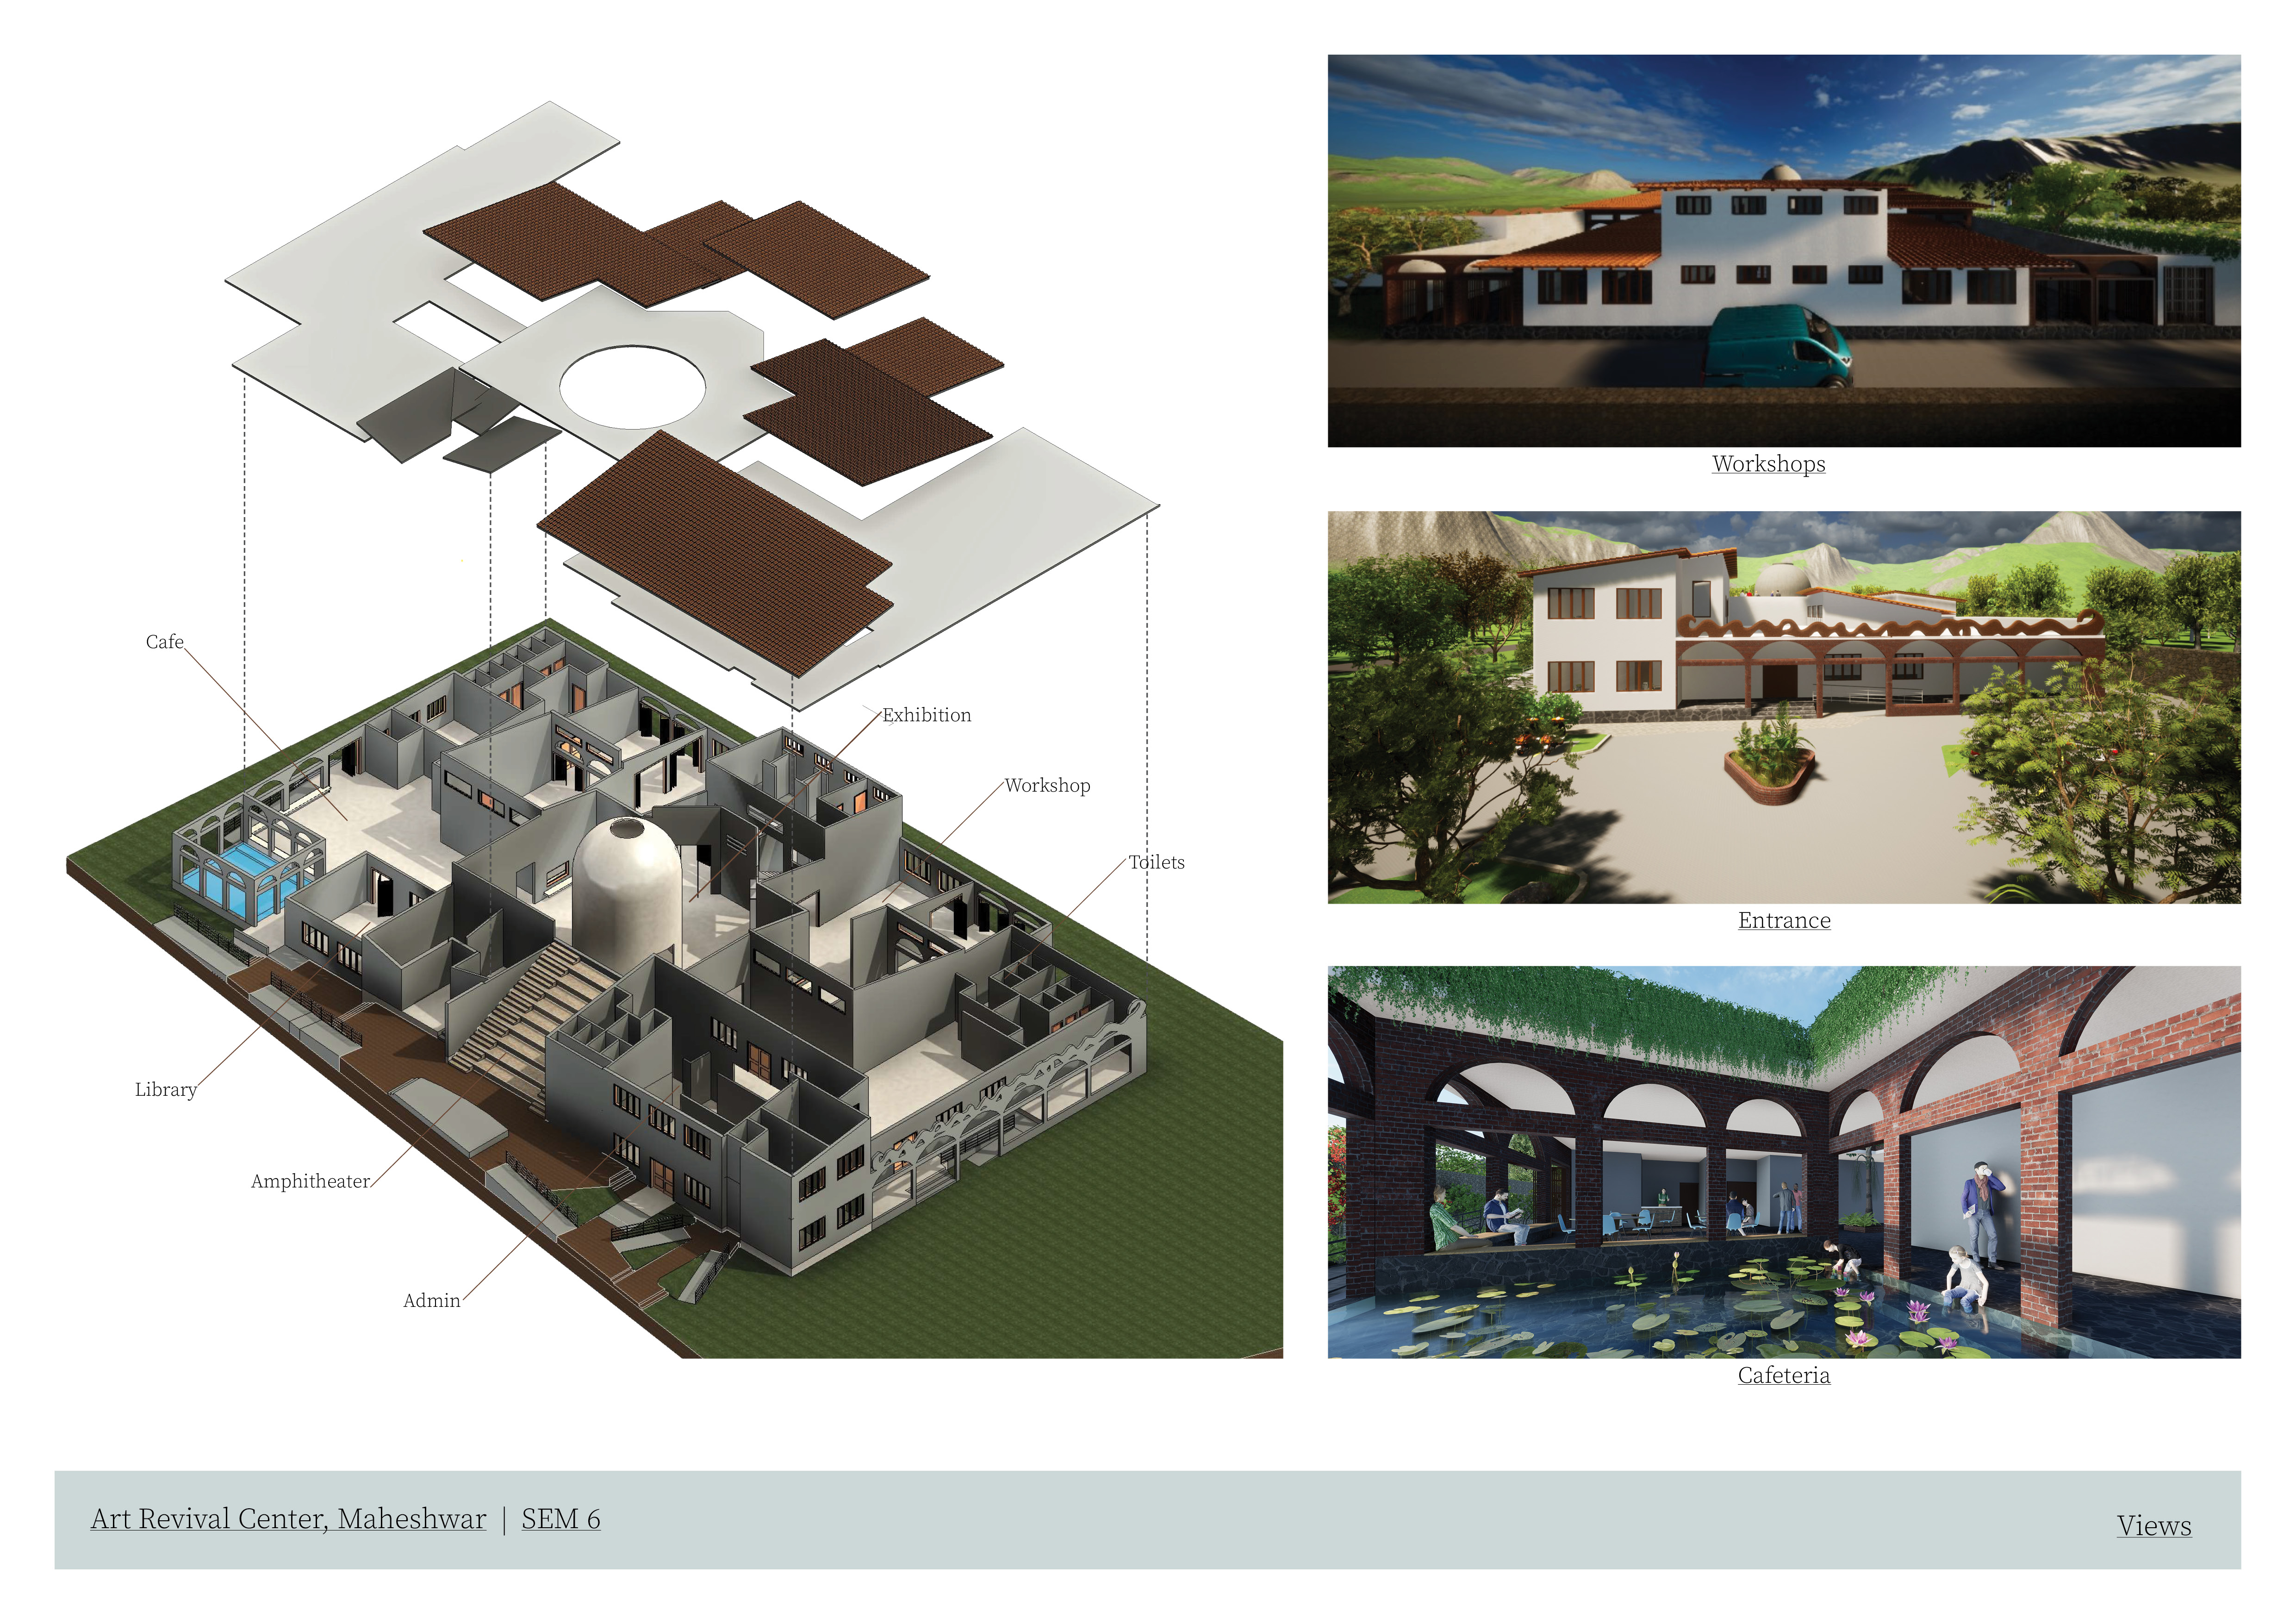 Workshops
Entrance
Cafeteria
Cafe
Exhibition
Workshop
Toilets
Library
Amphitheater
Admin
Art Revival Center, Maheshwar | SEM 6
Views